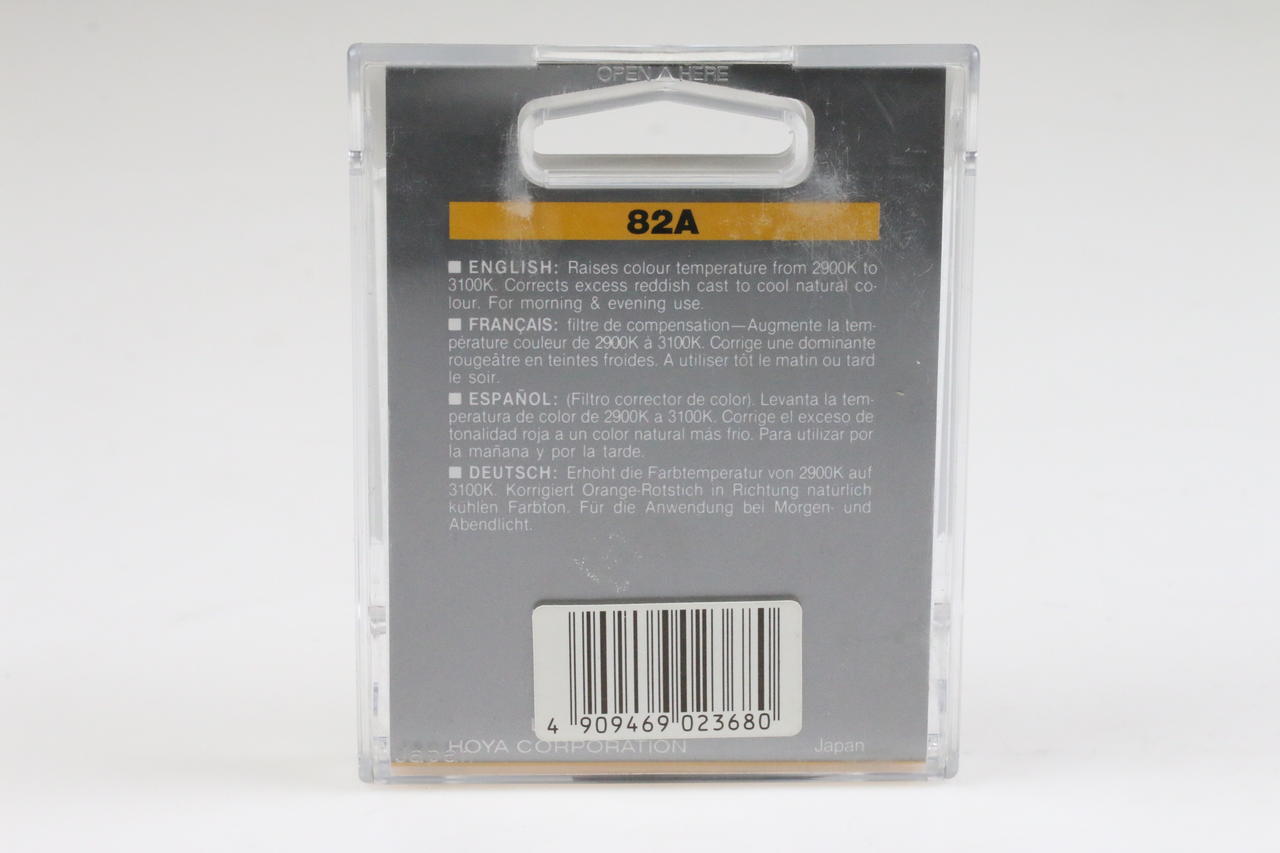 OPEN HERE
82A
■ ENGLISH: Raises colour temperature from 2900K to
3100K. Corrects excess reddish cast to cool natural co-
lour. For morning & evening use.
■ FRANÇAIS: filtre de compensation—Augmente la tem-
pérature couleur de 2900K à 3100K. Corrige une dominante
rougeâtre en teintes froides. A utiliser tôt le matin ou tard
le soir.
■ ESPAÑOL: (Filtro corrector de color). Levanta la tem-
peratura de color de 2900K a 3100K. Corrige el exceso de
tonalidad roja a un color natural más frio. Para utilizar por
la mañana y por la tarde.
■ DEUTSCH: Erhöht die Farbtemperatur von 2900K auf
3100K. Korrigiert Orange-Rotstich in Richtung natürlich
kühlen Farbton. Für die Anwendung bei Morgen- und
Abendlicht.
4 909469 023680
HOYA CORPORATION Japan
Japan